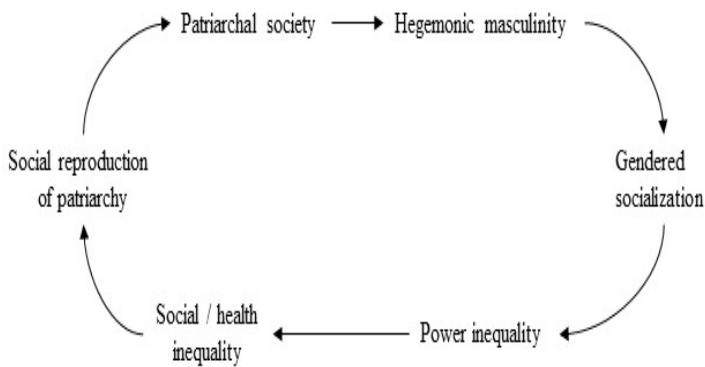 Patriarchal society
Hegemonic masculinity
Gendered
socialization
Power inequality
Social / health
inequality
Social reproduction
of patriarchy